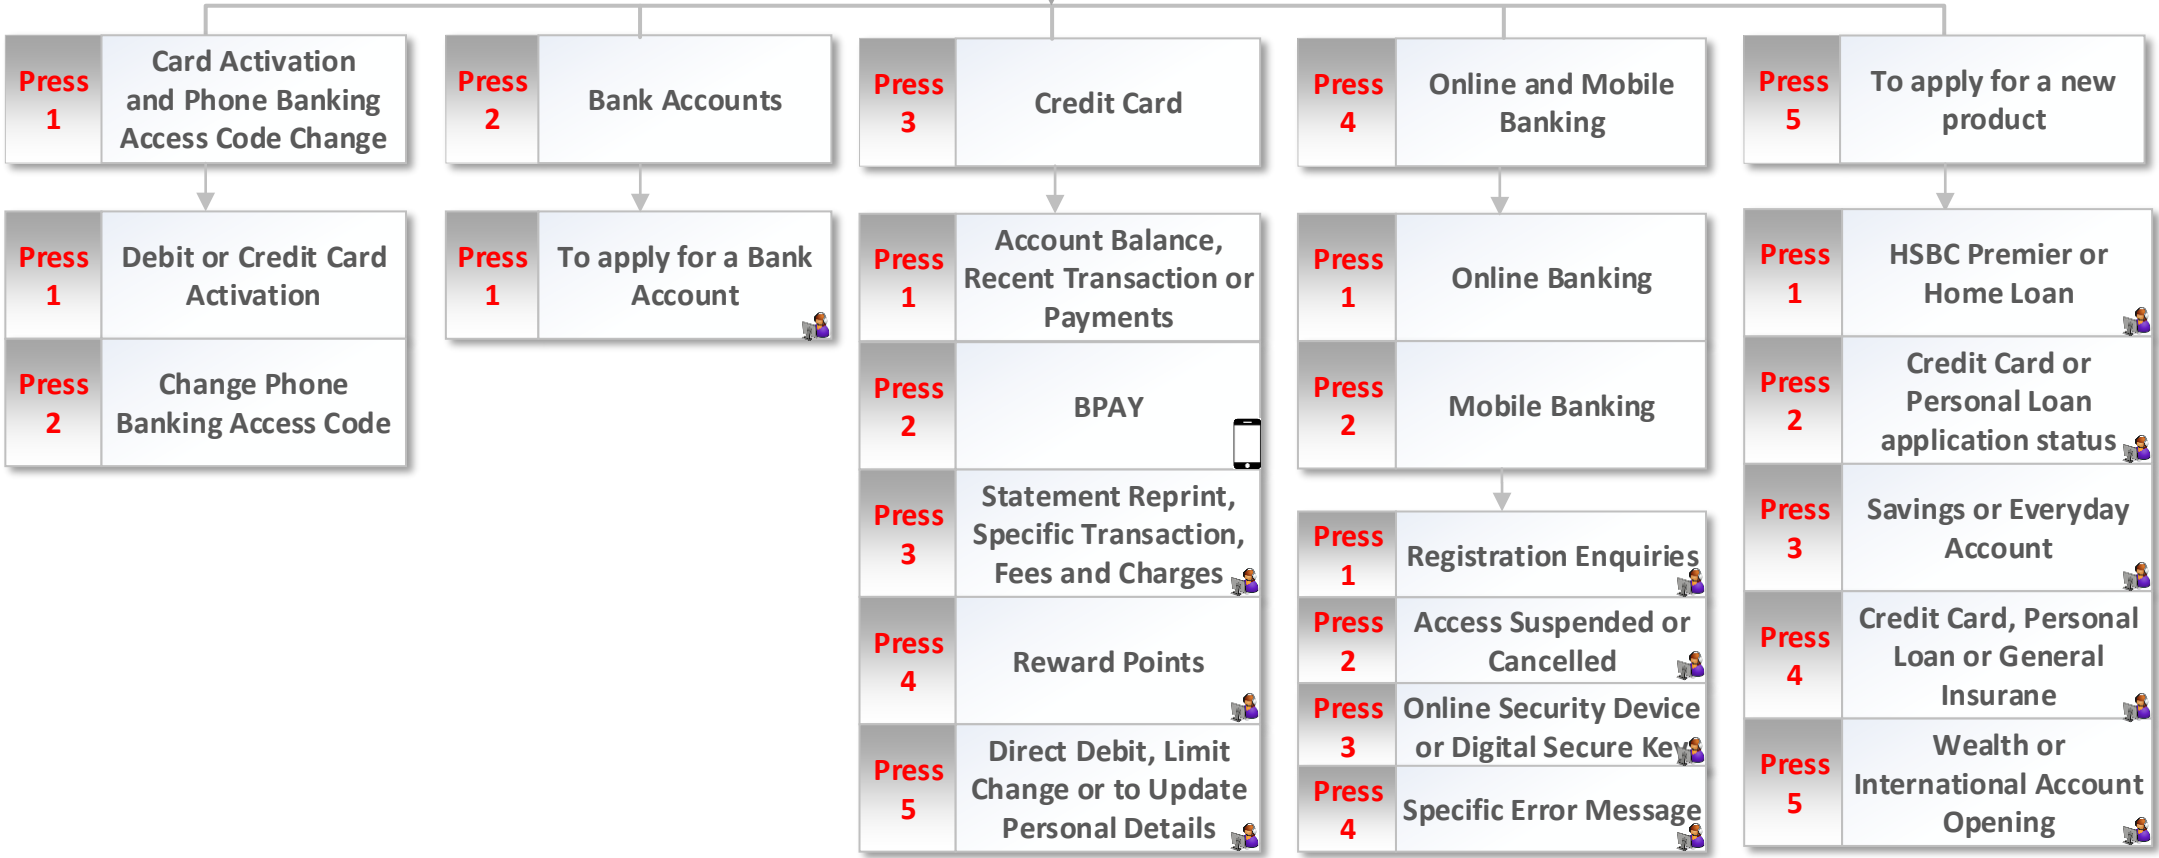 Press
1
Card Activation
and Phone Banking
Access Code Change
Press
1
Debit or Credit Card
Activation
Press
2
Change Phone
Banking Access Code
Press
2
Bank Accounts
Press
1
To apply for a Bank
Account
Press
3
Credit Card
Press
1
Account Balance,
Recent Transaction or
Payments
Press
2
BPAY
Press
3
Statement Reprint,
Specific Transaction,
Fees and Charges
Press
4
Reward Points
Press
5
Direct Debit, Limit
Change or to Update
Personal Details
Press
4
Online and Mobile
Banking
Press
1
Online Banking
Press
2
Mobile Banking
Press
1
Registration Enquiries
Press
2
Access Suspended or
Cancelled
Press
3
Online Security Device
or Digital Secure Key
Press
4
Specific Error Message
Press
5
To apply for a new
product
Press
1
HSBC Premier or
Home Loan
Press
2
Credit Card or
Personal Loan
application status
Press
3
Savings or Everyday
Account
Press
4
Credit Card, Personal
Loan or General
Insurane
Press
5
Wealth or
International Account
Opening